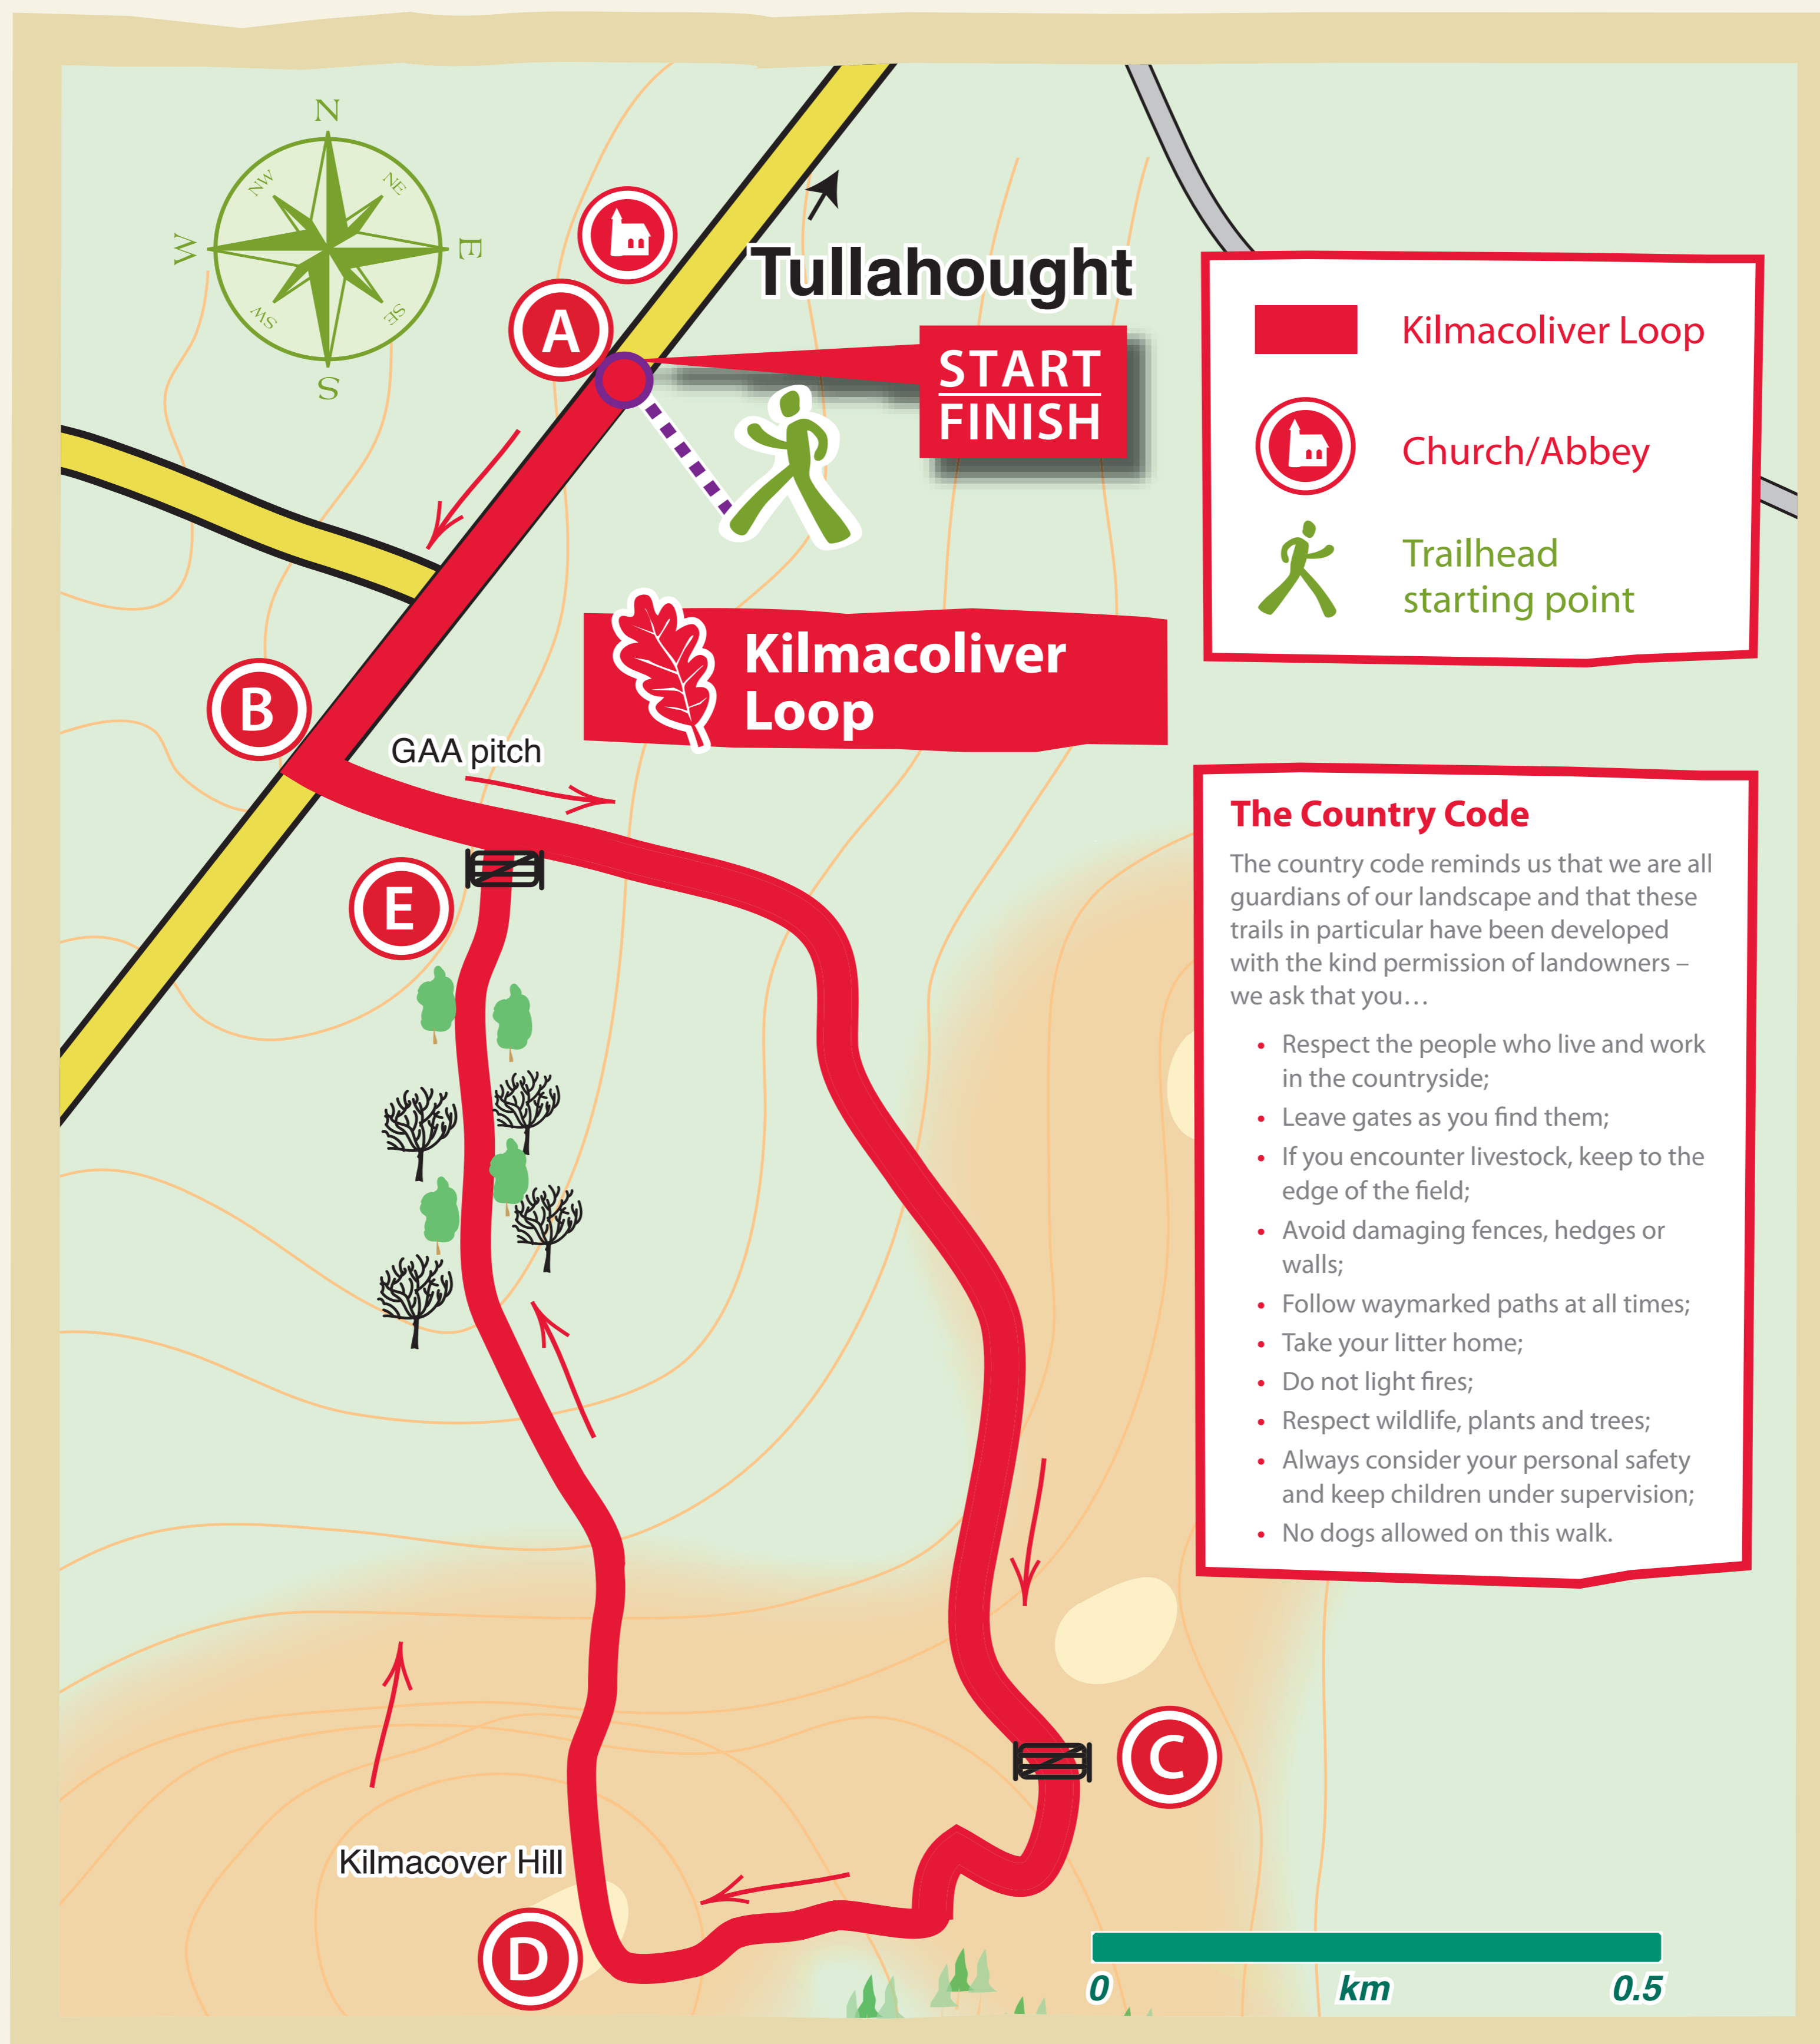 N
NW
NE
W
E
SW
SE
S
A
Tullahought
START
FINISH
Kilmacoliver Loop
Church/Abbey
Trailhead
starting point
Kilmacoliver
Loop
B
GAA pitch
E
The Country Code
The country code reminds us that we are all
guardians of our landscape and that these
trails in particular have been developed
with the kind permission of landowners –
we ask that you…
• Respect the people who live and work
in the countryside;
• Leave gates as you find them;
• If you encounter livestock, keep to the
edge of the field;
• Avoid damaging fences, hedges or
walls;
• Follow waymarked paths at all times;
• Take your litter home;
• Do not light fires;
• Respect wildlife, plants and trees;
• Always consider your personal safety
and keep children under supervision;
• No dogs allowed on this walk.
C
Kilmacover Hill
D
0 km 0.5